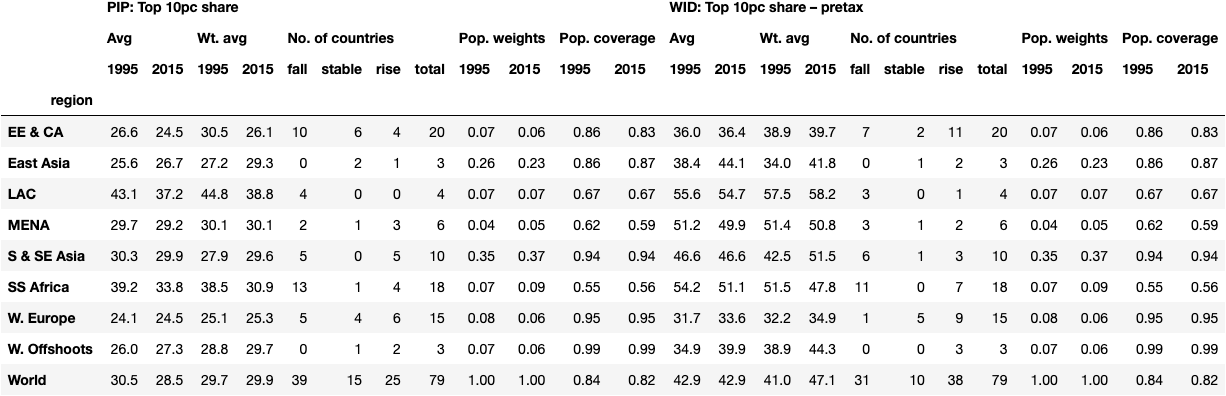 PIP: Top 10pc share WID: Top 10pc share – pretax
Avg Wt. avg No. of countries Pop. weights Pop. coverage Avg Wt. avg No. of countries Pop. weights Pop. coverage
1995 2015 1995 2015 fall stable rise total 1995 2015 1995 2015 1995 2015 1995 2015 fall stable rise total 1995 2015 1995 2015
region
EE & CA 26.6 24.5 30.5 26.1 10 6 4 20 0.07 0.06 0.86 0.83 36.0 36.4 38.9 39.7 7 2 11 20 0.07 0.06 0.86 0.83
East Asia 25.6 26.7 27.2 29.3 0 2 1 3 0.26 0.23 0.86 0.87 38.4 44.1 34.0 41.8 0 1 2 3 0.26 0.23 0.86 0.87
LAC 43.1 37.2 44.8 38.8 4 0 0 4 0.07 0.07 0.67 0.67 55.6 54.7 57.5 58.2 3 0 1 4 0.07 0.07 0.67 0.67
MENA 29.7 29.2 30.1 30.1 2 1 3 6 0.04 0.05 0.62 0.59 51.2 49.9 51.4 50.8 3 1 2 6 0.04 0.05 0.62 0.59
S & SE Asia 30.3 29.9 27.9 29.6 5 0 5 10 0.35 0.37 0.94 0.94 46.6 46.6 42.5 51.5 6 1 3 10 0.35 0.37 0.94 0.94
SS Africa 39.2 33.8 38.5 30.9 13 1 4 18 0.07 0.09 0.55 0.56 54.2 51.1 51.5 47.8 11 0 7 18 0.07 0.09 0.55 0.56
W. Europe 24.1 24.5 25.1 25.3 5 4 6 15 0.08 0.06 0.95 0.95 31.7 33.6 32.2 34.9 1 5 9 15 0.08 0.06 0.95 0.95
W. Offshoots 26.0 27.3 28.8 29.7 0 1 2 3 0.07 0.06 0.99 0.99 34.9 39.9 38.9 44.3 0 0 3 3 0.07 0.06 0.99 0.99
World 30.5 28.5 29.7 29.9 39 15 25 79 1.00 1.00 0.84 0.82 42.9 42.9 41.0 47.1 31 10 38 79 1.00 1.00 0.84 0.82